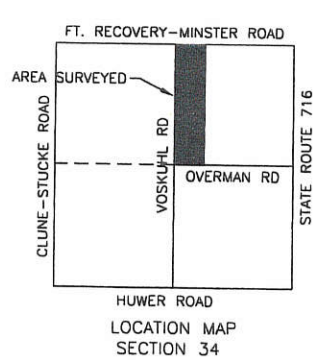 FT. RECOVERY-MINSTER ROAD
AREA SURVEYED
CLUNE-STUCKE ROAD
VOSKUHL RD
OVERMAN RD
STATE ROUTE 716
HUWER ROAD
LOCATION MAP
SECTION 34